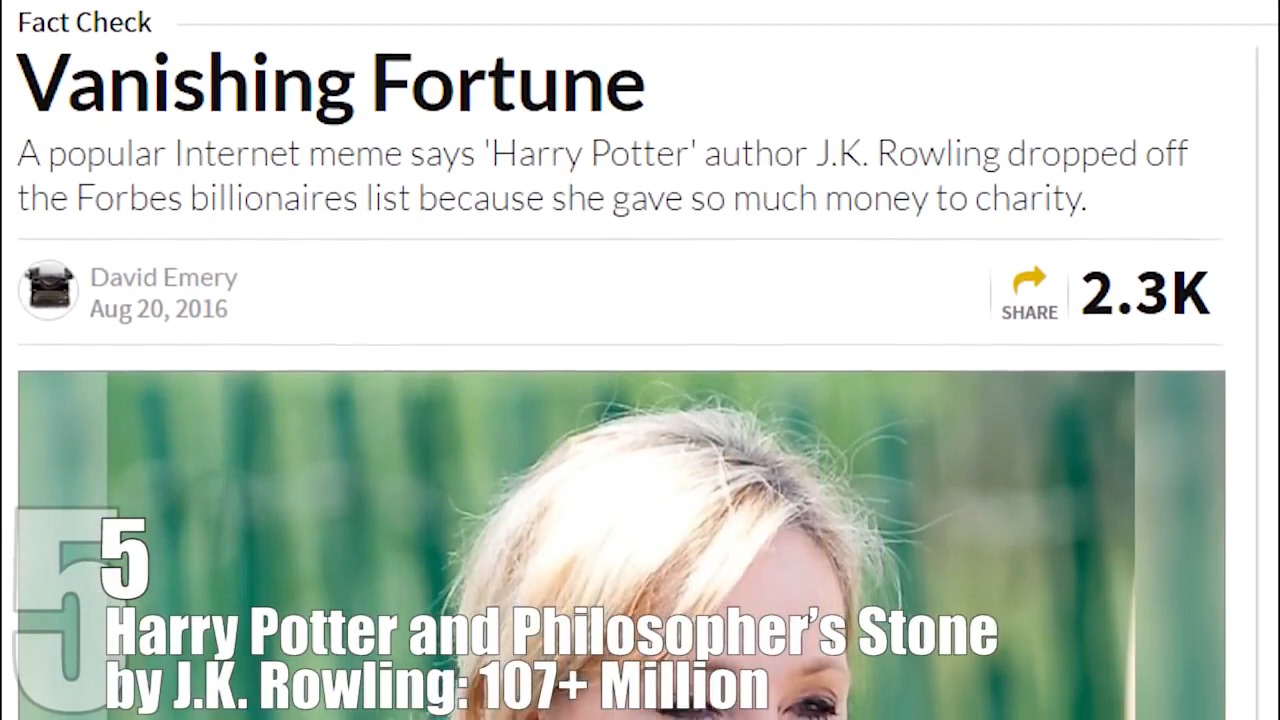 Fact Check
Vanishing Fortune
A popular Internet meme says 'Harry Potter' author J.K. Rowling dropped off
the Forbes billionaires list because she gave so much money to charity.
David Emery
Aug 20, 2016
SHARE
2.3K
5
5
Harry Potter and Philosopher's Stone
by J.K. Rowling: 107+ Million